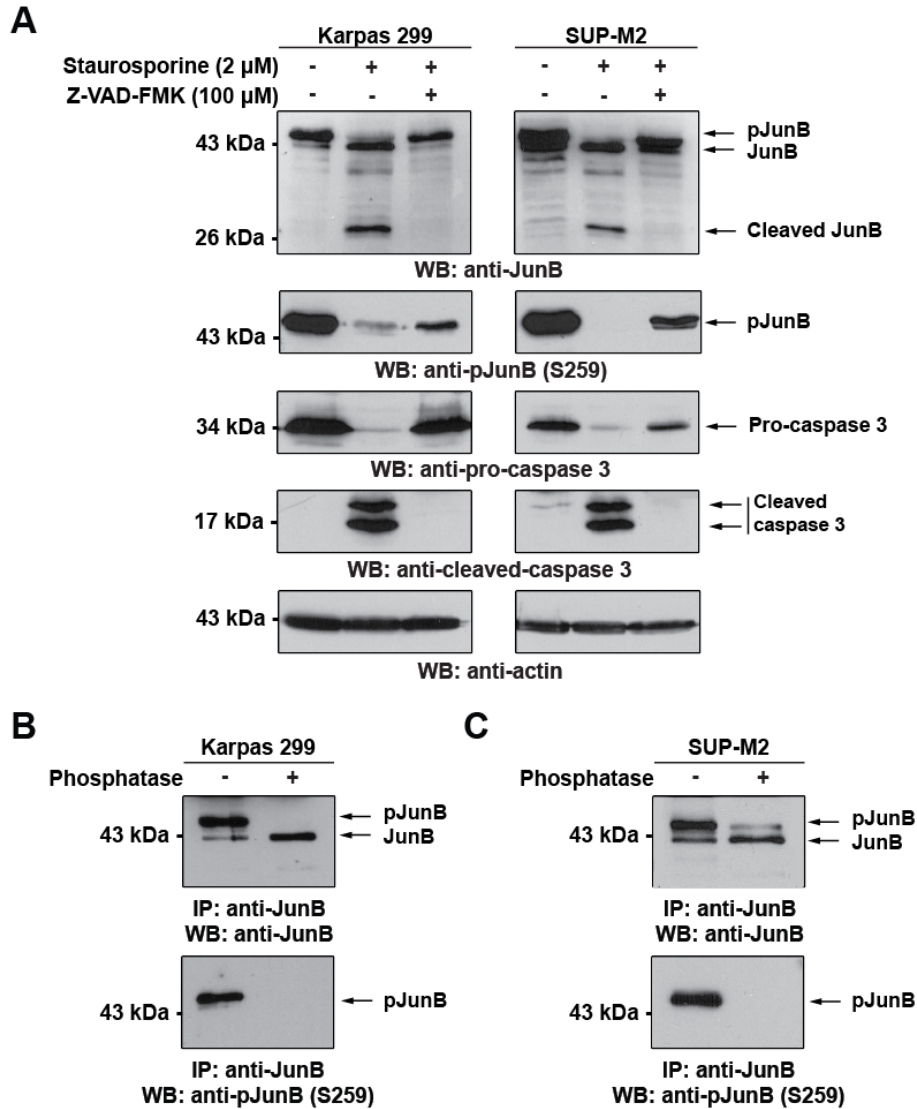 A
Karpas 299 SUP-M2
Staurosporine (2 µM) - + + - + +
Z-VAD-FMK (100 µM) - - + - - +
43 kDa pJunB
JunB
26 kDa Cleaved JunB
WB: anti-JunB
43 kDa pJunB
WB: anti-pJunB (S259)
34 kDa Pro-caspase 3
WB: anti-pro-caspase 3
17 kDa Cleaved
caspase 3
WB: anti-cleaved-caspase 3
43 kDa
WB: anti-actin
B
Karpas 299
Phosphatase - +
43 kDa pJunB
JunB
IP: anti-JunB
WB: anti-JunB
43 kDa pJunB
IP: anti-JunB
WB: anti-pJunB (S259)
C
SUP-M2
Phosphatase - +
43 kDa pJunB
JunB
IP: anti-JunB
WB: anti-JunB
43 kDa pJunB
IP: anti-JunB
WB: anti-pJunB (S259)